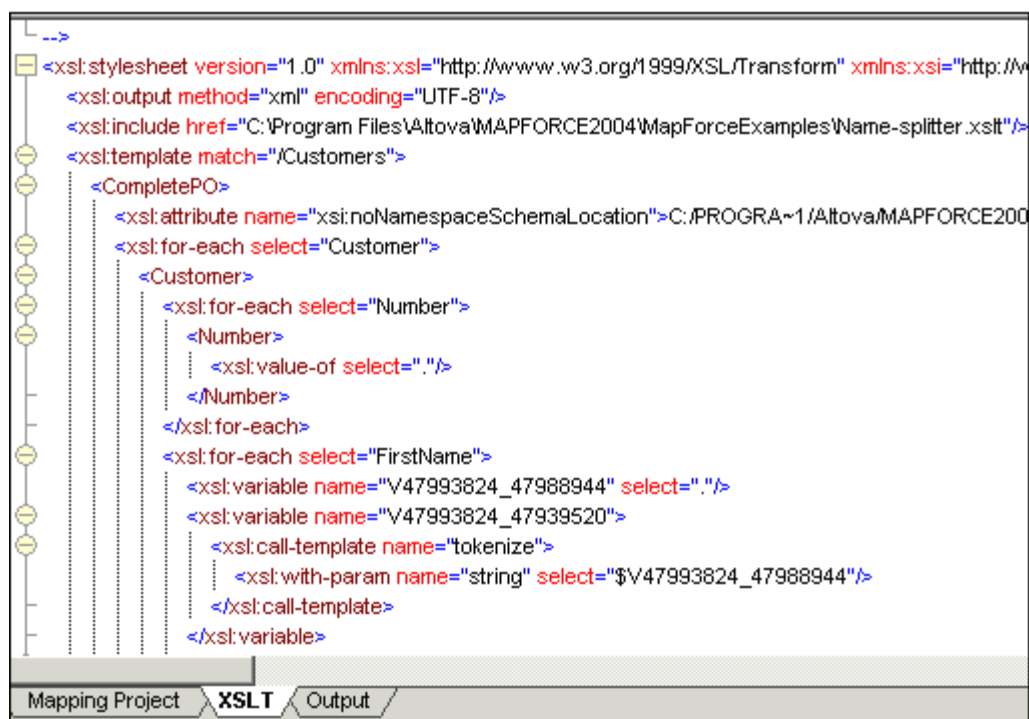 -->
<xsl:stylesheet version="1.0" xmlns:xsl="http://www.w3.org/1999/XSL/Transform" xmlns:xsi="http://w
<xsl:output method="xml" encoding="UTF-8"/>
<xsl:include href="C:\Program Files\Altova\MAPFORCE2004\MapForceExamples\Name-splitter.xslt"/>
<xsl:template match="/Customers">
<CompletePO>
<xsl:attribute name="xsi:noNamespaceSchemaLocation">C:/PROGRA~1/Altova/MAPFORCE200
<xsl:for-each select="Customer">
<Customer>
<xsl:for-each select="Number">
<Number>
<xsl:value-of select="."/>
</Number>
</xsl:for-each>
<xsl:for-each select="FirstName">
<xsl:variable name="V47993824_47988944" select="."/>
<xsl:variable name="V47993824_47939520">
<xsl:call-template name="tokenize">
<xsl:with-param name="string" select="$V47993824_47988944"/>
</xsl:call-template>
</xsl:variable>
Mapping Project XSLT Output